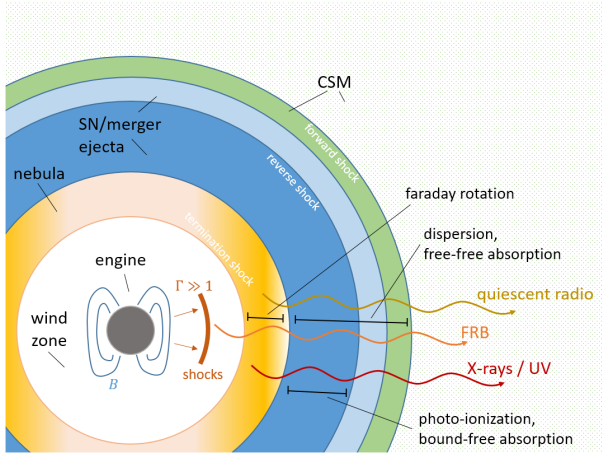 CSM
SN/merger
ejecta
forward shock
reverse shock
nebula
faraday rotation
termination shock
dispersion,
free-free absorption
engine
Γ ≫ 1
quiescent radio
wind
zone
FRB
shocks
X-rays / UV
B
photo-ionization,
bound-free absorption